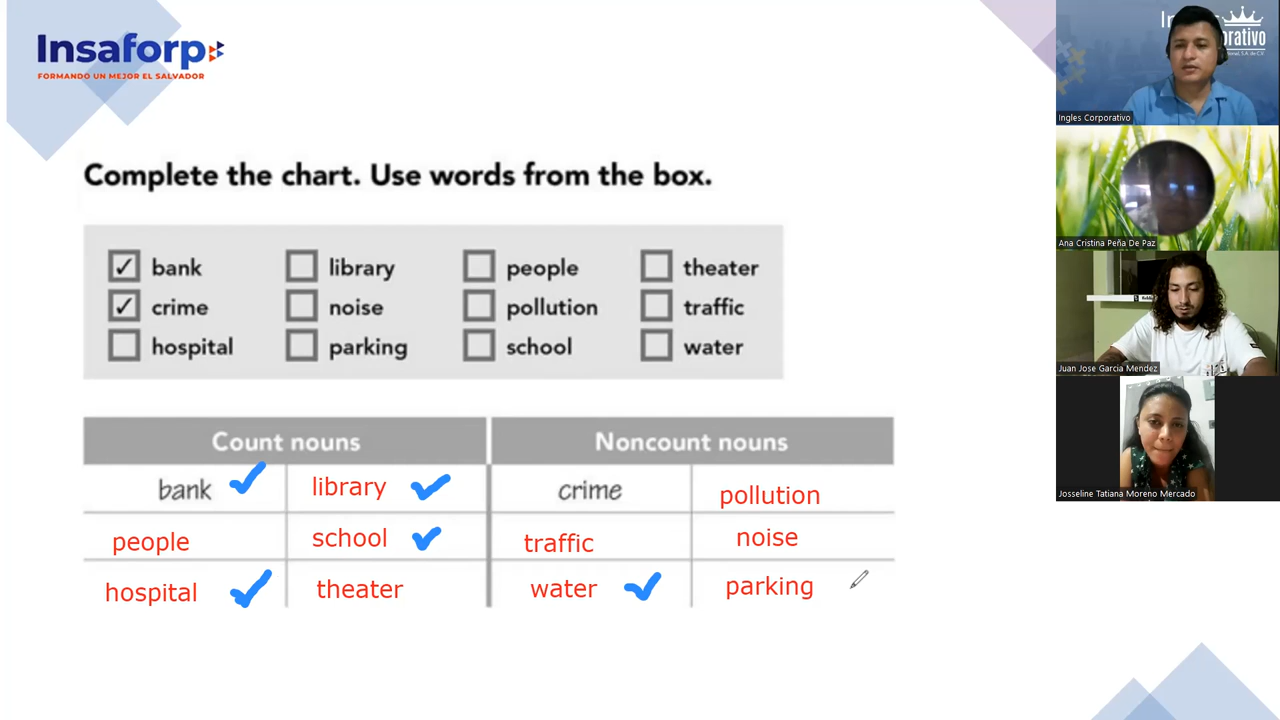 Insaforp
FORMANDO UN MEJOR EL SALVADOR
Complete the chart. Use words from the box.
bank library people theater
crime noise pollution traffic
hospital parking school water
Count nouns Noncount nouns
bank library crime pollution
people school traffic noise
hospital theater water parking
orativo
Ingles Corporativo
Ana Cristina Peña De Paz
Juan Jose Garcia Mendez
Josseline Tatiana Moreno Mercado